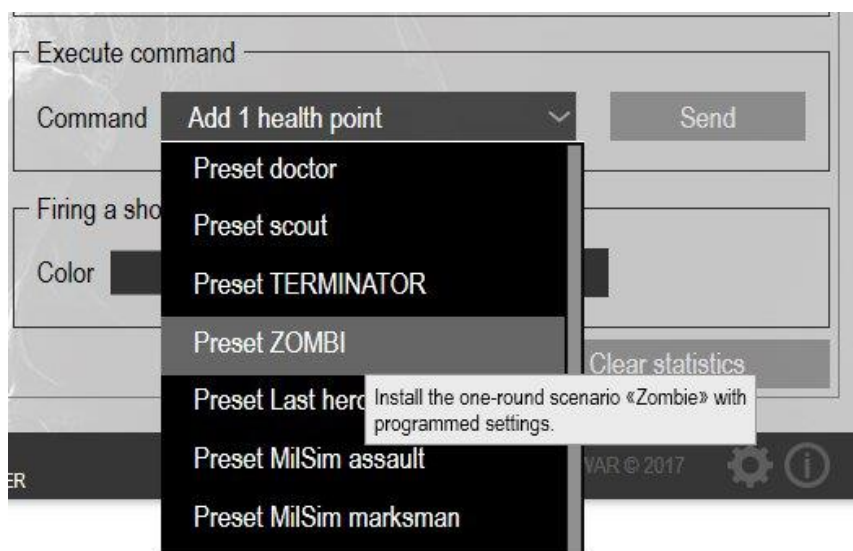 Execute command
Command Add 1 health point Send
Preset doctor
Firing a sho
Preset scout
Color
Preset TERMINATOR
Preset ZOMBI
Clear statistics
Preset Last hero
Install the one-round scenario «Zombie» with
programmed settings.
Preset MilSim assault
WAR © 2017
ER
Preset MilSim marksman